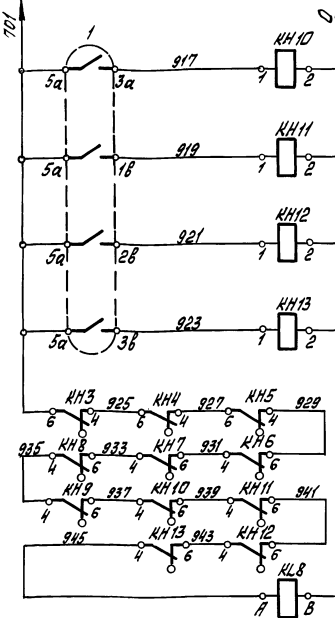 701
0
1
КН10
917
5а 3а 1 2
КН11
919
5а 1в 1 2
КН12
921
5а 2в 1 2
КН13
923
5а 3в 1 2
КН3 КН4 КН5
925 927 929
6 4 6 4 6 4
935 КН8 933 КН7 931 КН6
4 6 4 6 4 6
КН9 937 КН10 939 КН11 941
4 6 4 6 4 6
945 КН13 943 КН12
4 6 4 6
KL8
А В